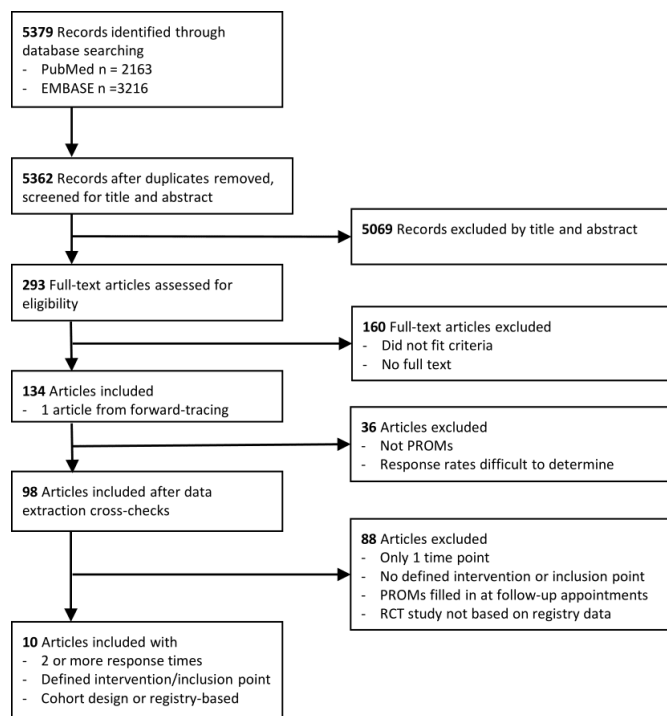 5379 Records identified through
database searching
- PubMed n = 2163
- EMBASE n =3216
5362 Records after duplicates removed,
screened for title and abstract
5069 Records excluded by title and abstract
293 Full-text articles assessed for
eligibility
160 Full-text articles excluded
- Did not fit criteria
- No full text
134 Articles included
- 1 article from forward-tracing
36 Articles excluded
- Not PROMs
- Response rates difficult to determine
98 Articles included after data
extraction cross-checks
88 Articles excluded
- Only 1 time point
- No defined intervention or inclusion point
- PROMs filled in at follow-up appointments
- RCT study not based on registry data
10 Articles included with
- 2 or more response times
- Defined intervention/inclusion point
- Cohort design or registry-based